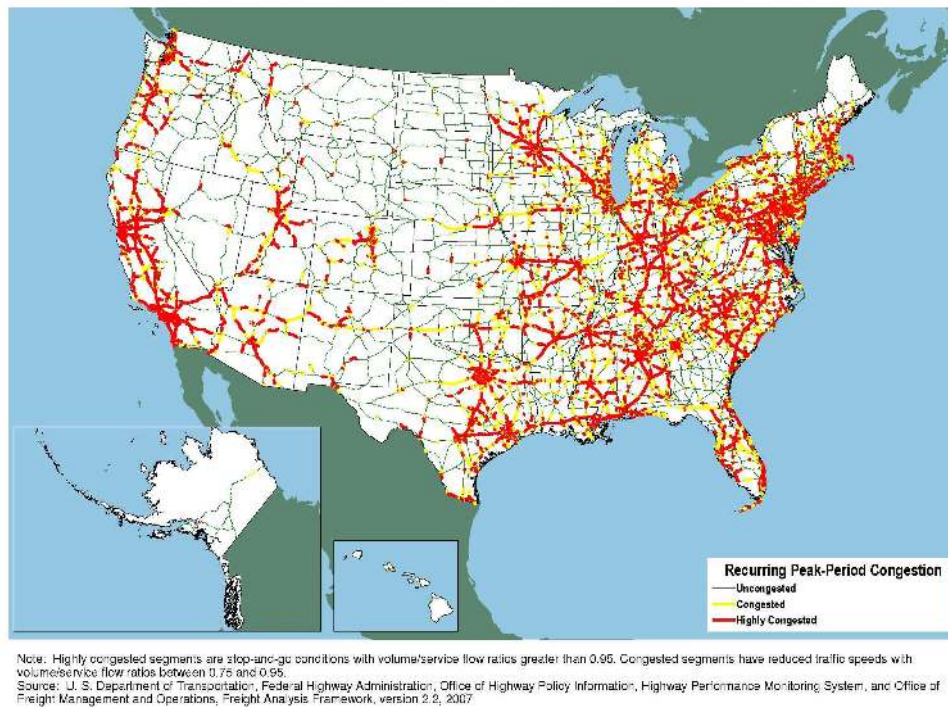 Recurring Peak-Period Congestion
Uncongested
Congested
Highly Congested
Note: Highly congested segments are stop-and-go conditions with volume/service flow ratios greater than 0.95. Congested segments have reduced traffic speeds with
volume/service flow ratios between 0.75 and 0.95.
Source: U. S. Department of Transportation, Federal Highway Administration, Office of Highway Policy Information, Highway Performance Monitoring System, and Office of
Freight Management and Operations, Freight Analysis Framework, version 2.2, 2007